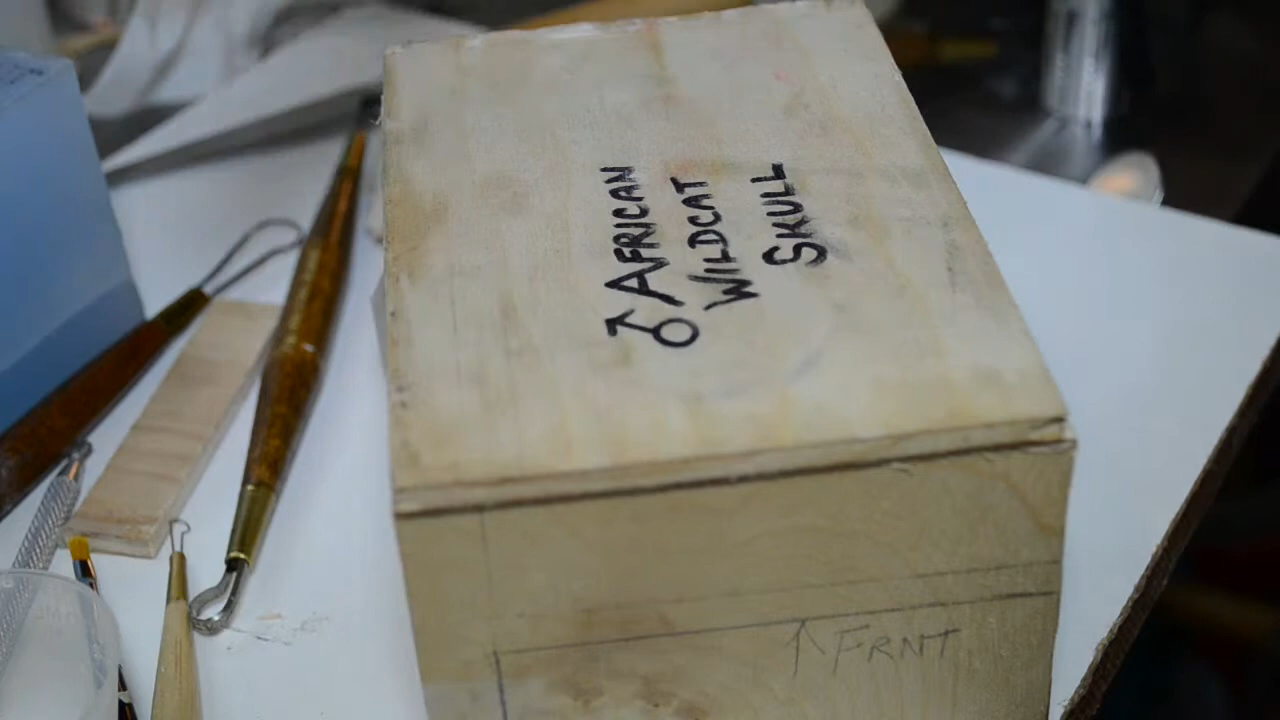 ♂ AFRICAN
WILDCAT
SKULL
↑ FRNT